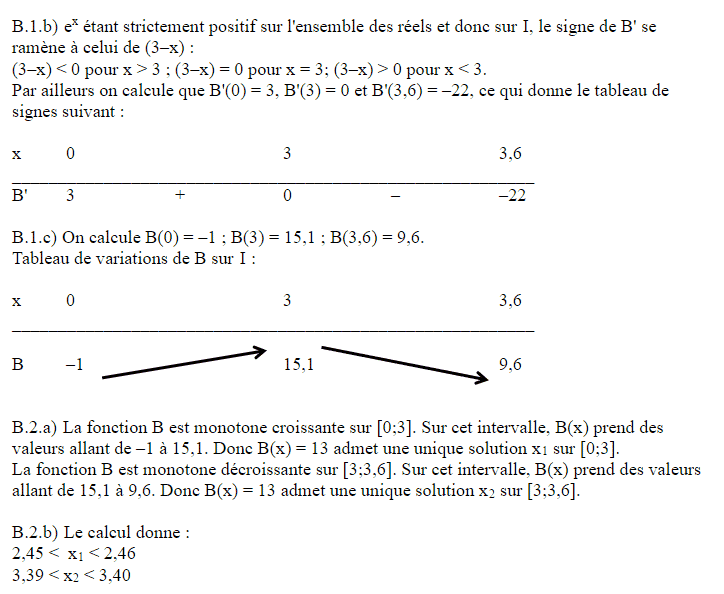 B.1.b) eˣ étant strictement positif sur l'ensemble des réels et donc sur I, le signe de B' se
ramène à celui de (3–x) :
(3–x) < 0 pour x > 3 ; (3–x) = 0 pour x = 3; (3–x) > 0 pour x < 3.
Par ailleurs on calcule que B'(0) = 3, B'(3) = 0 et B'(3,6) = –22, ce qui donne le tableau de
signes suivant :
x 0 3 3,6
B' 3 + 0 – –22
B.1.c) On calcule B(0) = –1 ; B(3) = 15,1 ; B(3,6) = 9,6.
Tableau de variations de B sur I :
x 0 3 3,6
B –1 15,1 9,6
B.2.a) La fonction B est monotone croissante sur [0;3]. Sur cet intervalle, B(x) prend des
valeurs allant de –1 à 15,1. Donc B(x) = 13 admet une unique solution x₁ sur [0;3].
La fonction B est monotone décroissante sur [3;3,6]. Sur cet intervalle, B(x) prend des valeurs
allant de 15,1 à 9,6. Donc B(x) = 13 admet une unique solution x₂ sur [3;3,6].
B.2.b) Le calcul donne :
2,45 < x₁ < 2,46
3,39 < x₂ < 3,40